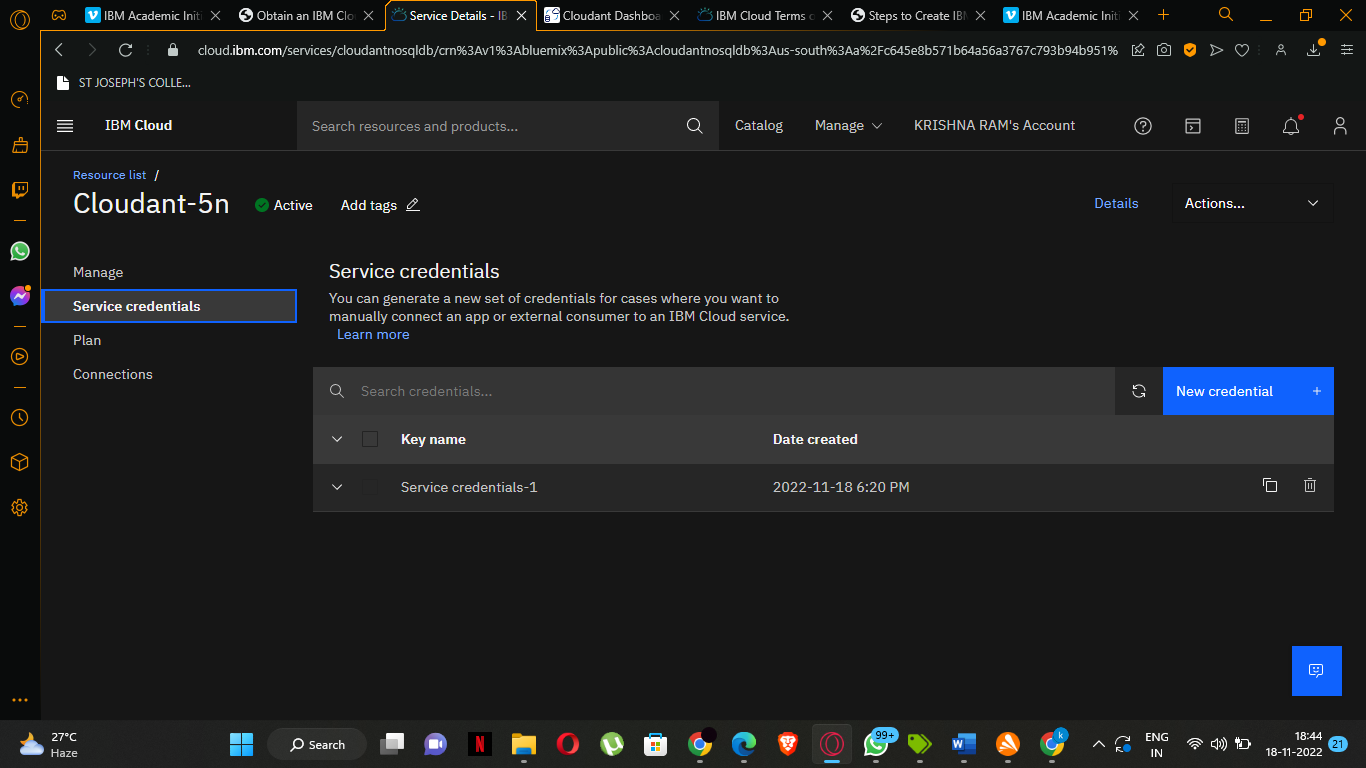 IBM Academic Initi
Obtain an IBM Clo
Service Details - IB
Cloudant Dashboa
IBM Cloud Terms o
Steps to Create IBM
IBM Academic Initi
cloud.ibm.com/services/cloudantnosqldb/crn%3Av1%3Abluemix%3Apublic%3Acloudantnosqldb%3Aus-south%3Aa%2Fc645e8b571b64a56a3767c793b94b951%
ST JOSEPH'S COLLE...
IBM Cloud
Search resources and products...
Catalog
Manage
KRISHNA RAM's Account
Resource list /
Cloudant-5n
Active
Add tags
Details
Actions...
Manage
Service credentials
Plan
Connections
Service credentials
You can generate a new set of credentials for cases where you want to
manually connect an app or external consumer to an IBM Cloud service.
Learn more
Search credentials...
New credential +
Key name
Date created
Service credentials-1
2022-11-18 6:20 PM
27°C
Haze
Search
99+
k
ENG
IN
18:44
18-11-2022
21